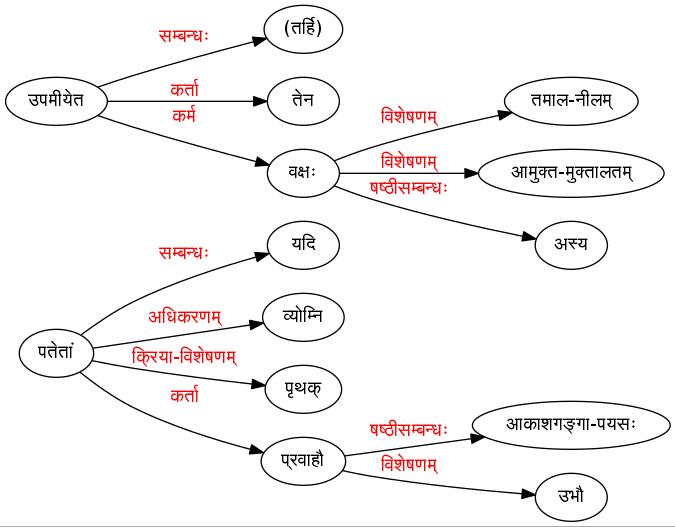 सम्बन्धः
(तर्हि)
उपमीयेत
कर्ता
तेन
कर्म
वक्षः
विशेषणम्
तमाल-नीलम्
विशेषणम्
आमुक्त-मुक्तालतम्
षष्ठीसम्बन्धः
अस्य
सम्बन्धः
यदि
पतेतां
अधिकरणम्
व्योम्नि
क्रिया-विशेषणम्
पृथक्
कर्ता
प्रवाहौ
षष्ठीसम्बन्धः
आकाशगङ्गा-पयसः
विशेषणम्
उभौ